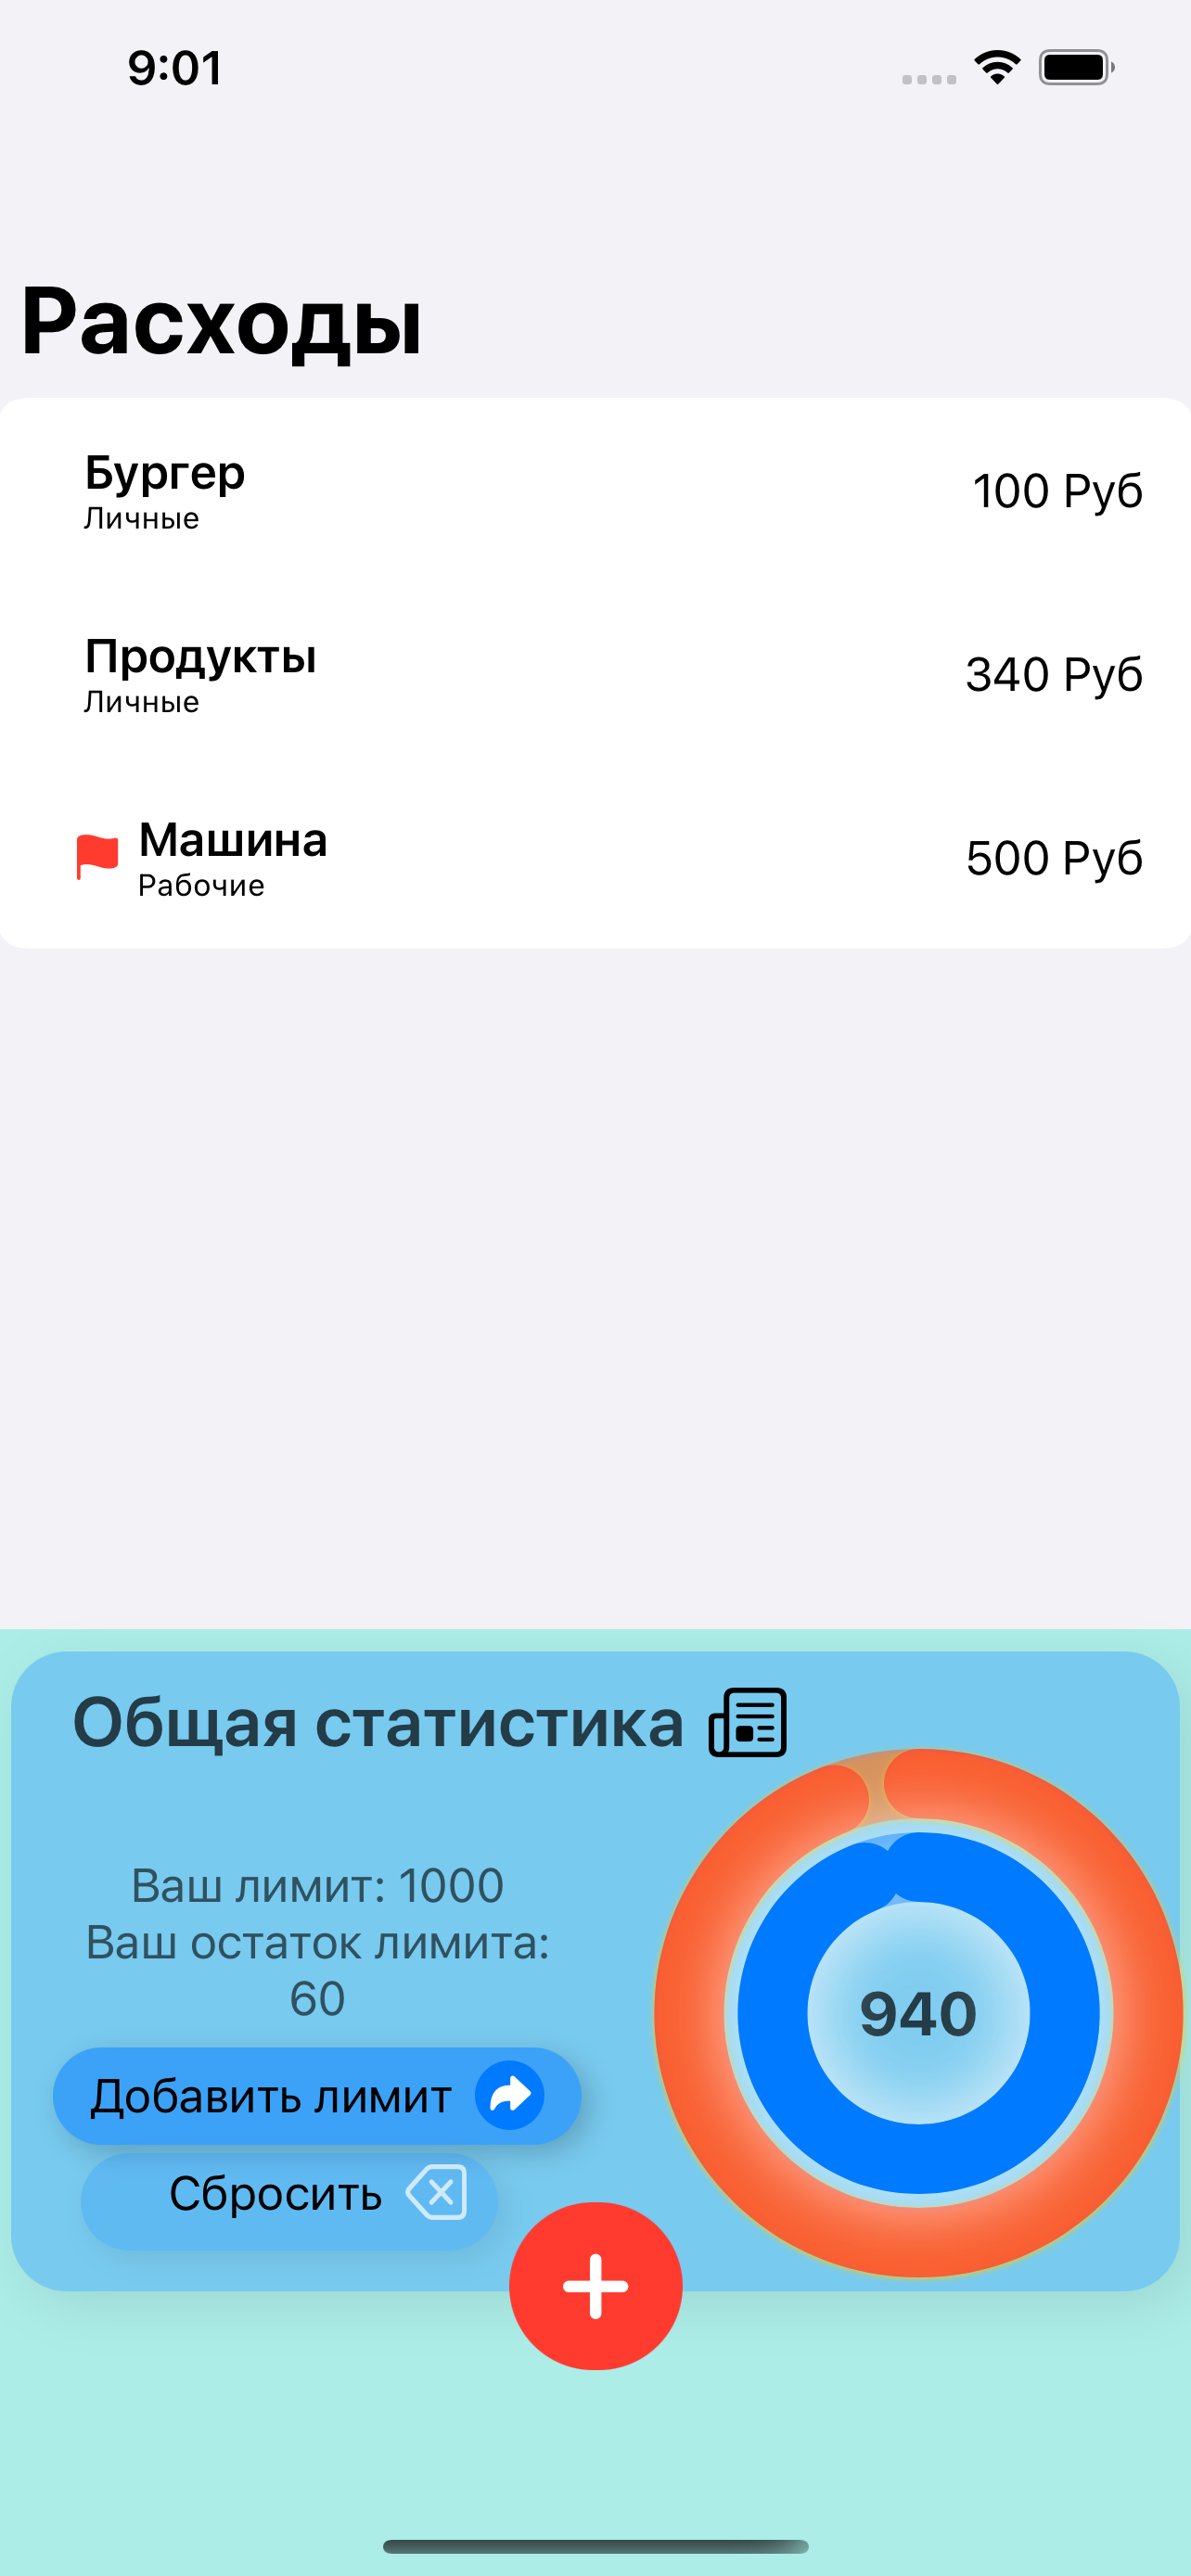 9:01
Расходы
Бургер
Личные
100 Руб
Продукты
Личные
340 Руб
Машина
Рабочие
500 Руб
Общая статистика
Ваш лимит: 1000
Ваш остаток лимита:
60
940
Добавить лимит
Сбросить